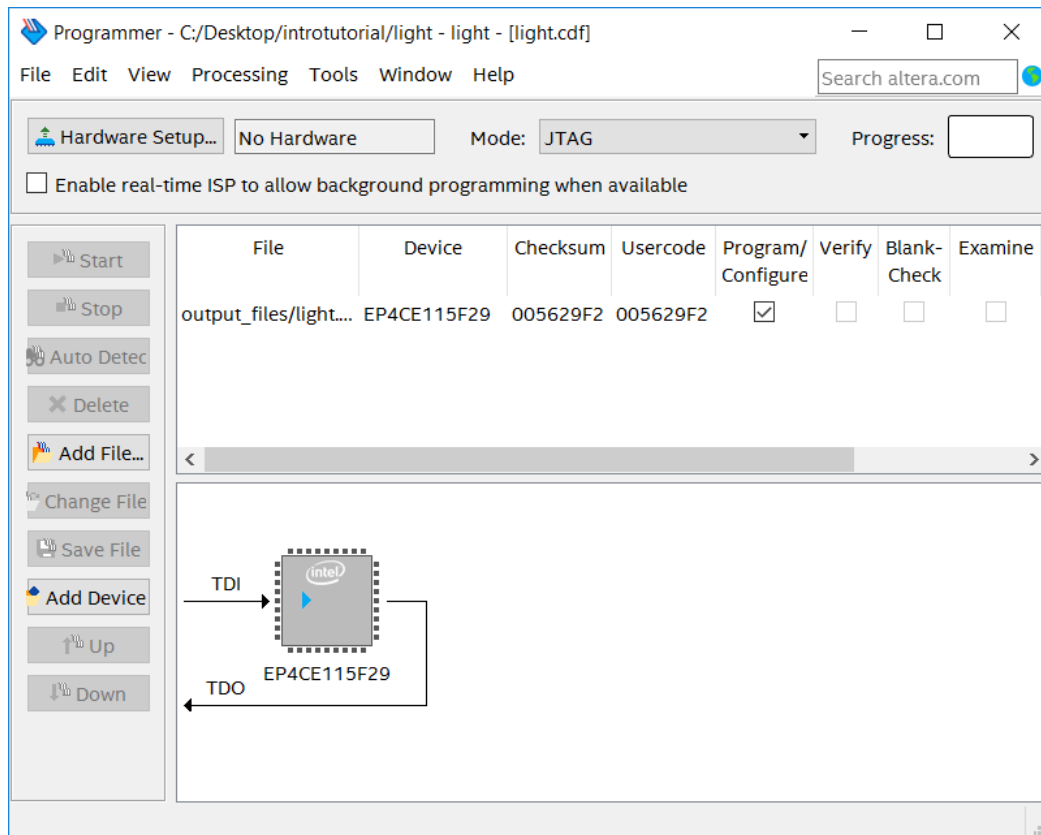 Programmer - C:/Desktop/introtutorial/light - light - [light.cdf]
File Edit View Processing Tools Window Help
Search altera.com
Hardware Setup... No Hardware Mode: JTAG Progress:
Enable real-time ISP to allow background programming when available
Start
Stop
Auto Detec
Delete
Add File...
Change File
Save File
Add Device
Up
Down
File Device Checksum Usercode Program/ Verify Blank- Examine
Configure Check
output_files/light.... EP4CE115F29 005629F2 005629F2
intel
TDI
EP4CE115F29
TDO